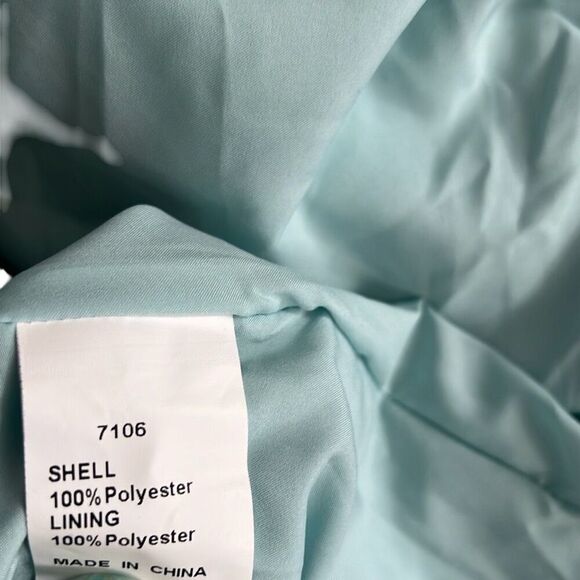 7106
SHELL
100% Polyester
LINING
100% Polyester
MADE IN CHINA